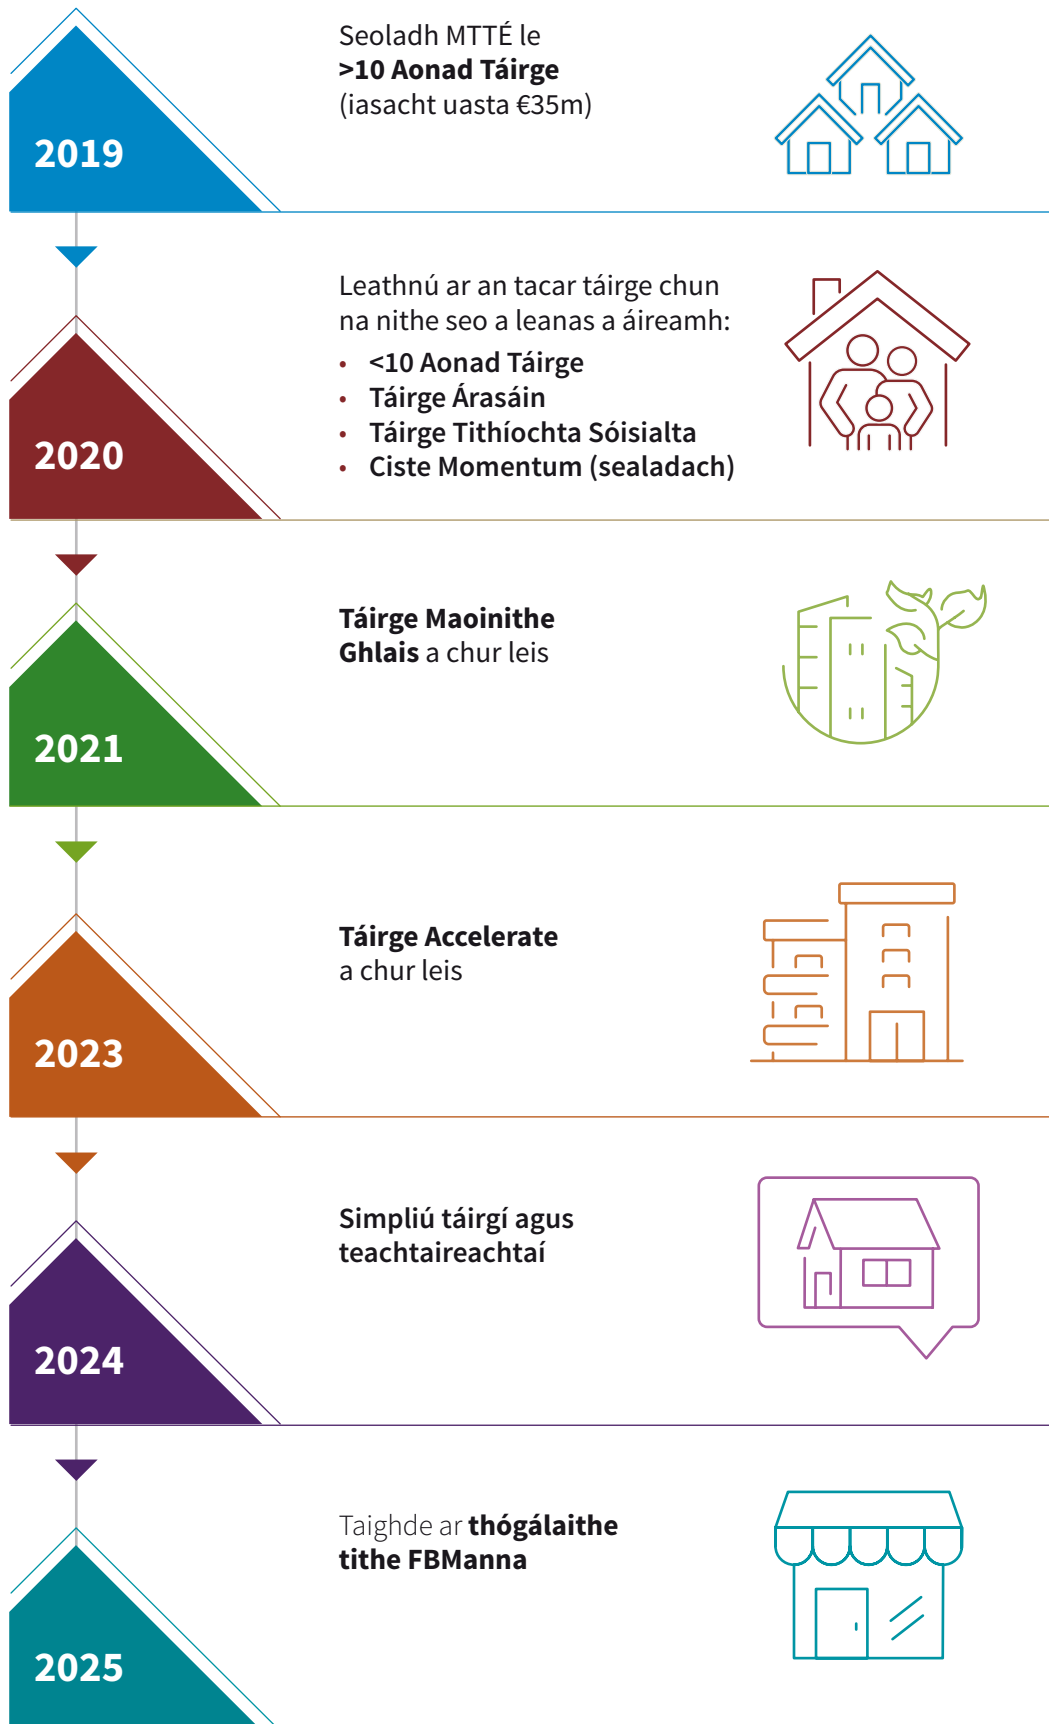 2019
Seoladh MTTÉ le
>10 Aonad Táirge
(iasacht uasta €35m)
2020
Leathnú ar an tacar táirge chun
na nithe seo a leanas a áireamh:
• <10 Aonad Táirge
• Táirge Árasáin
• Táirge Tithíochta Sóisialta
• Ciste Momentum (sealadach)
2021
Táirge Maoinithe
Ghlais a chur leis
2023
Táirge Accelerate
a chur leis
2024
Simpliú táirgí agus
teachtaireachtaí
2025
Taighde ar thógálaithe
tithe FBManna